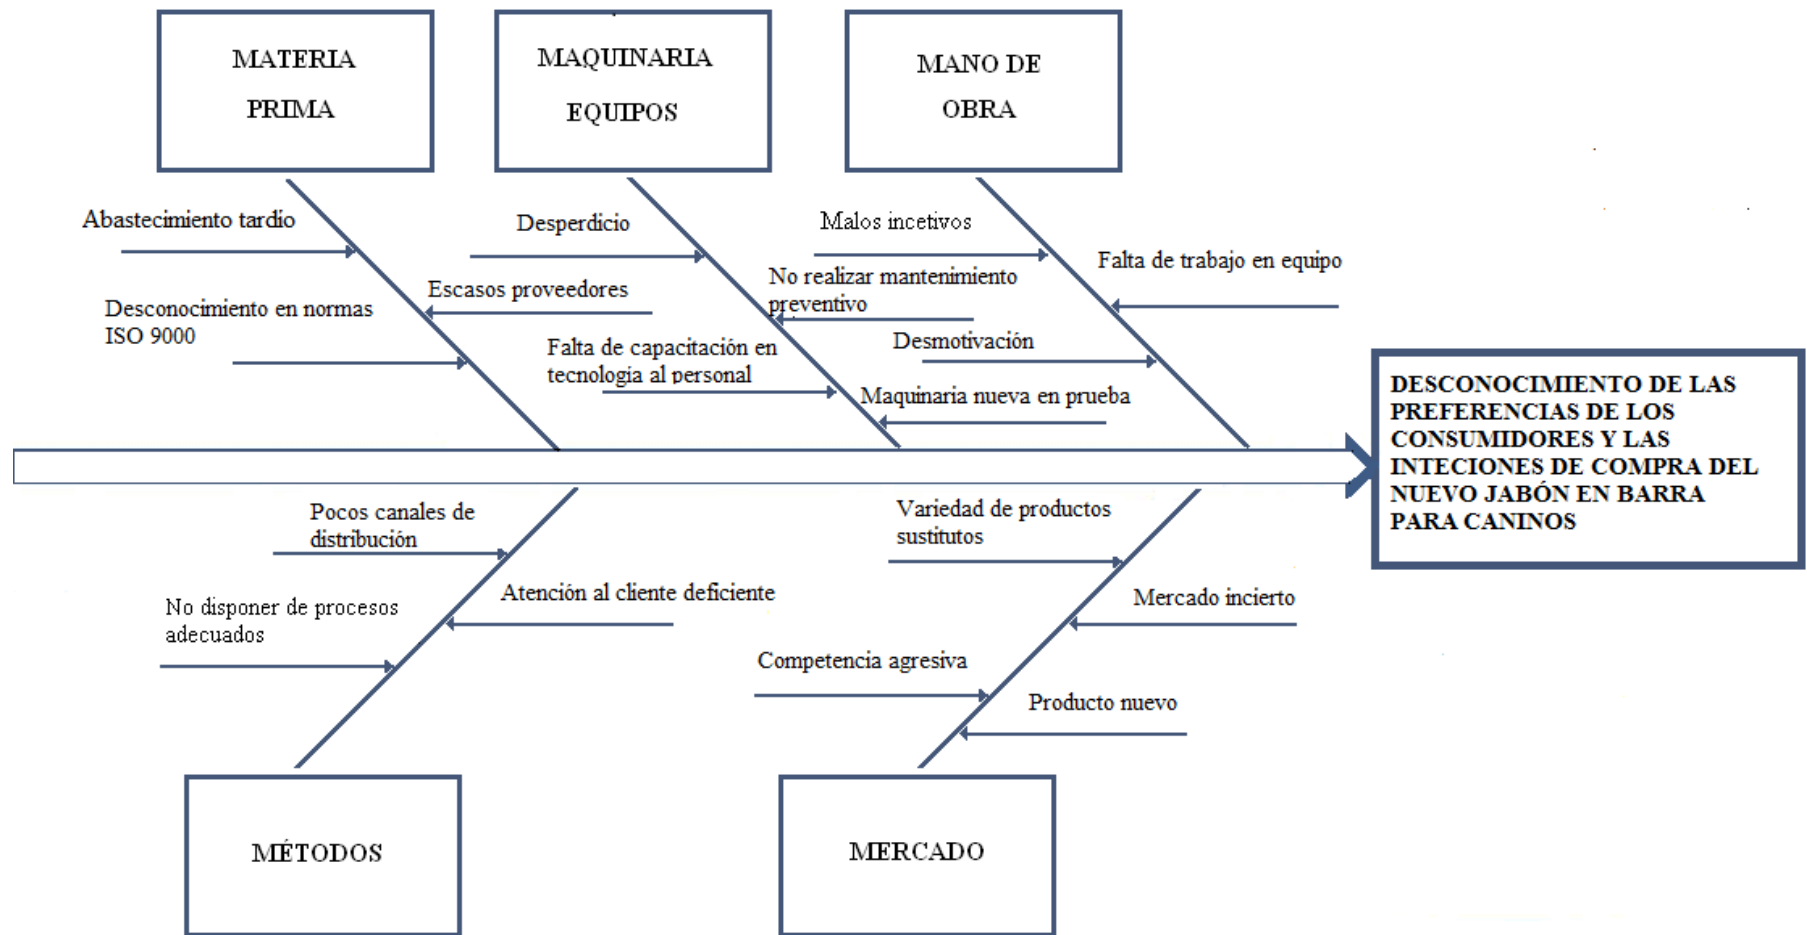 MATERIA
PRIMA
MAQUINARIA
EQUIPOS
MANO DE
OBRA
Abastecimiento tardío
Escasos proveedores
Desconocimiento en normas
ISO 9000
Desperdicio
No realizar mantenimiento
preventivo
Falta de capacitación en
tecnología al personal
Maquinaria nueva en prueba
Malos incetivos
Falta de trabajo en equipo
Desmotivación
DESCONOCIMIENTO DE LAS
PREFERENCIAS DE LOS
CONSUMIDORES Y LAS
INTECIONES DE COMPRA DEL
NUEVO JABÓN EN BARRA
PARA CANINOS
Pocos canales de
distribución
Atención al cliente deficiente
No disponer de procesos
adecuados
Variedad de productos
sustitutos
Mercado incierto
Competencia agresiva
Producto nuevo
MÉTODOS
MERCADO